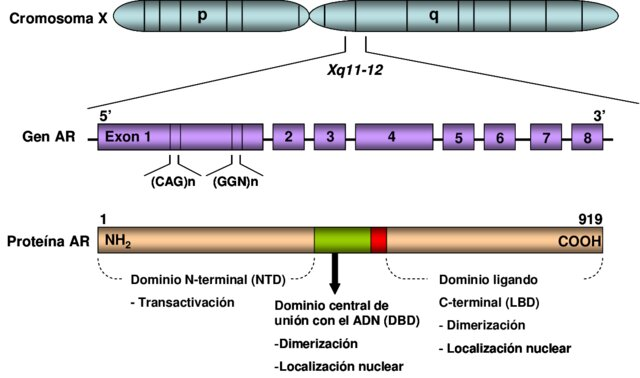 Cromosoma X
p
q
Xq11-12
5’
3’
Gen AR
Exon 1
2
3
4
5
6
7
8
(CAG)n
(GGN)n
1
919
Proteína AR
NH2
COOH
Dominio N-terminal (NTD)
- Transactivación
Dominio central de
unión con el ADN (DBD)
-Dimerización
-Localización nuclear
Dominio ligando
C-terminal (LBD)
- Dimerización
- Localización nuclear